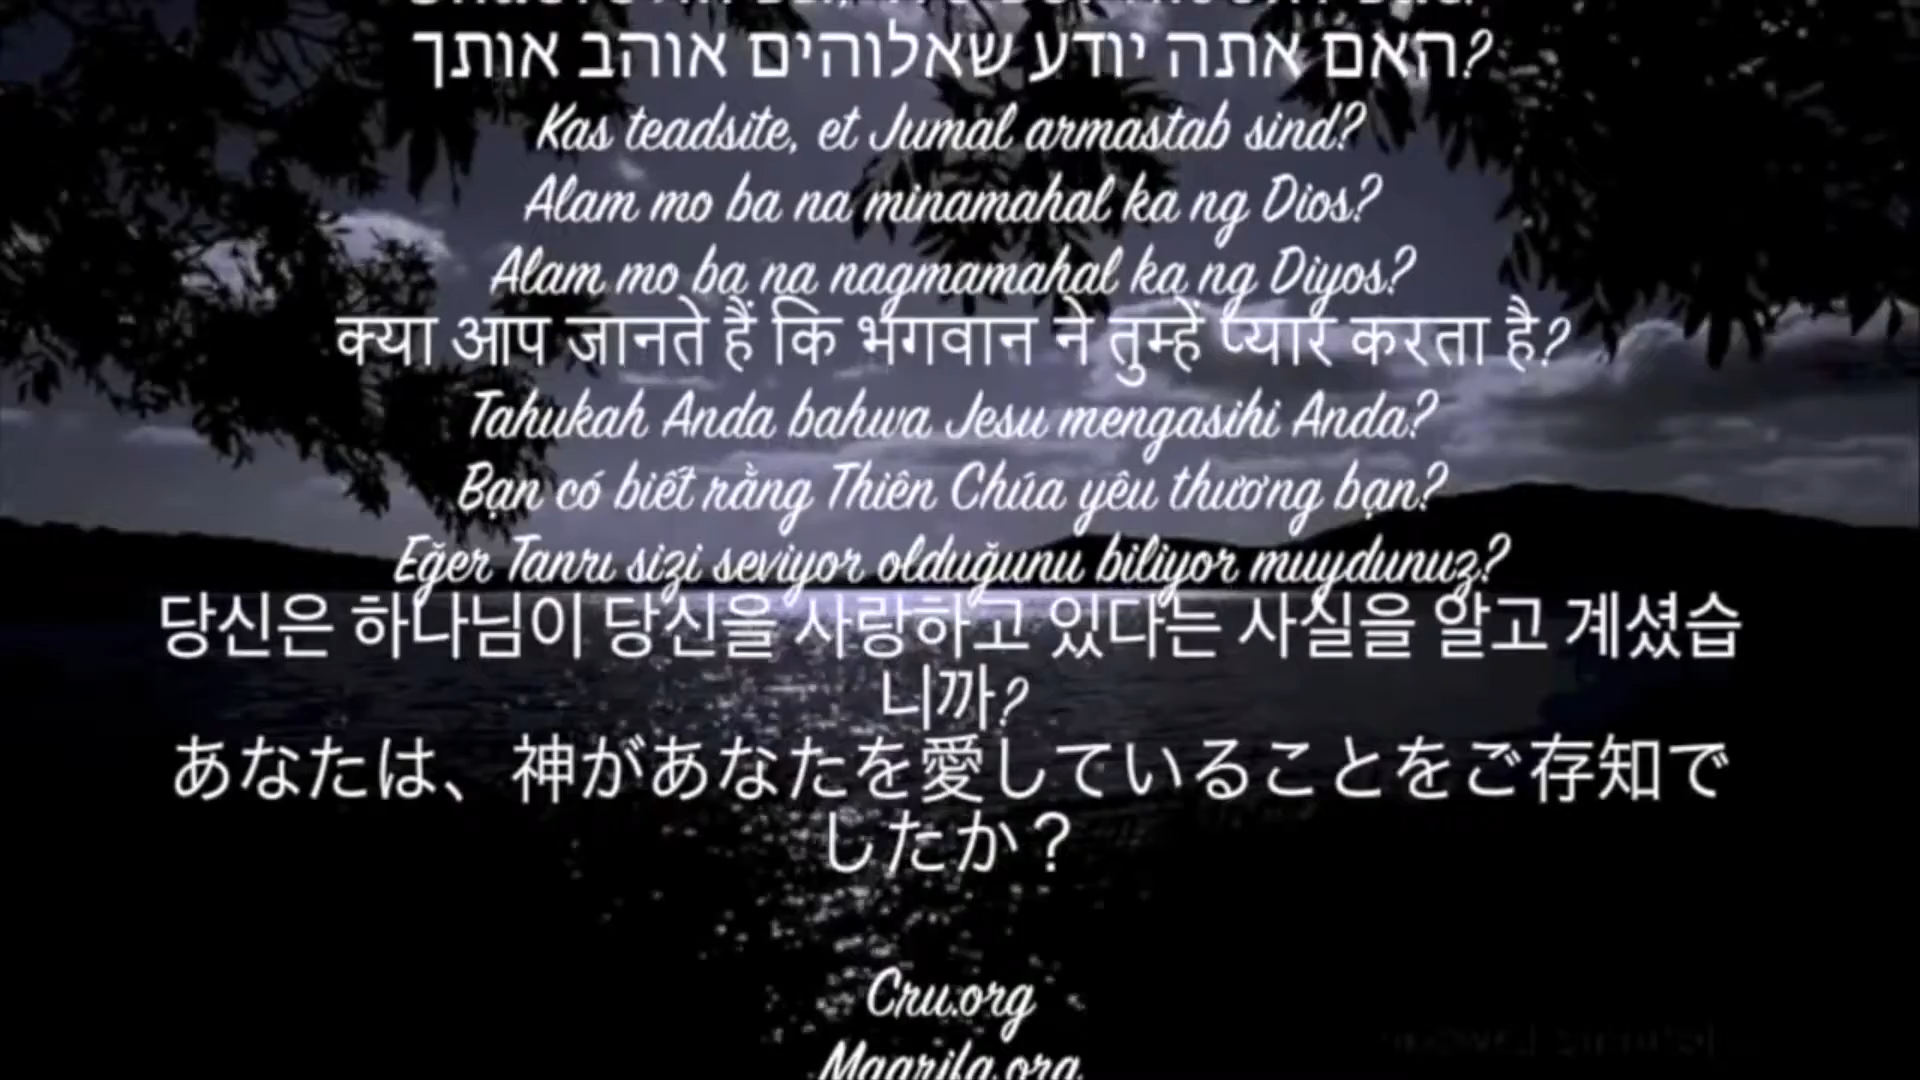 האם אתה יודע שאלוהים אוהב אותך?
Kas teadsite, et Jumal armastab sind?
Alam mo ba na minamahal ka ng Dios?
Alam mo ba na nagmamahal ka ng Diyos?
क्या आप जानते हैं कि भगवान ने तुम्हें प्यार करता है?
Tahukah Anda bahwa Jesu mengasihi Anda?
Bạn có biết rằng Thiên Chúa yêu thương bạn?
Eğer Tanrı sizi seviyor olduğunu biliyor muydunuz?
당신은 하나님이 당신을 사랑하고 있다는 사실을 알고 계셨습
니까?
あなたは、神があなたを愛していることをご存知で
したか？
Cru.org
Maarifa.org